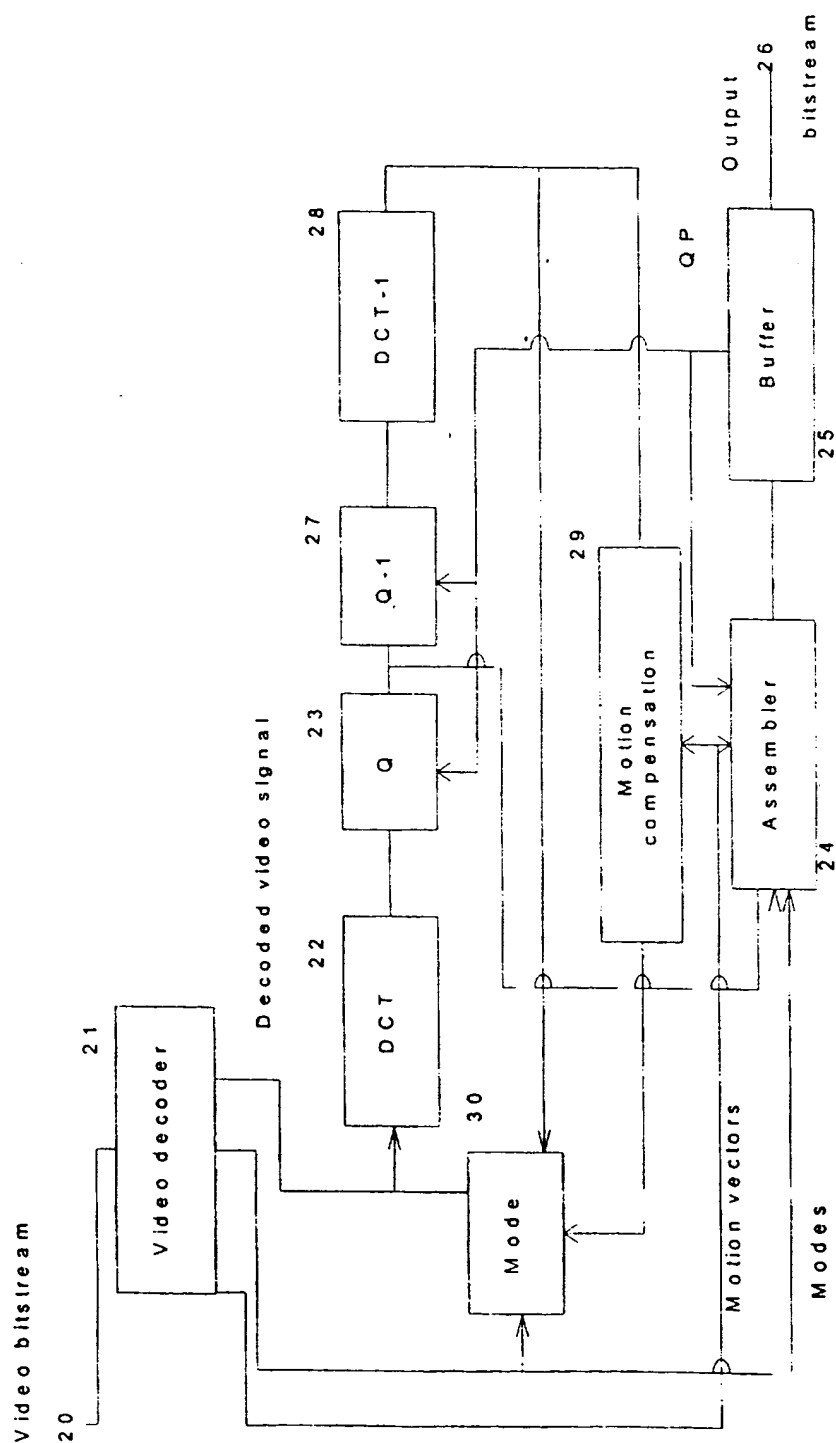 Video bitstream
20
Video decoder
21
Decoded video signal
DCT
22
Q
23
Q-1
27
DCT-1
28
Mode
30
Motion
compensation
29
QP
Motion vectors
Modes
Assembler
24
Buffer
25
Output
26
bitstream